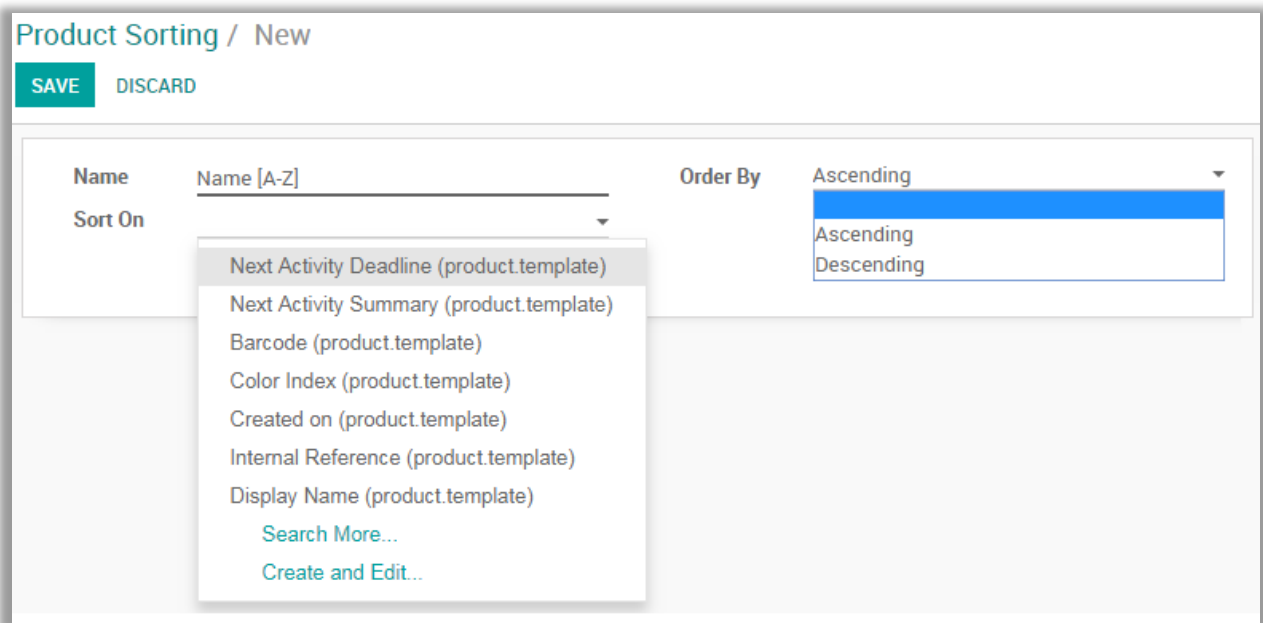 Product Sorting / New
SAVE DISCARD
Name Name [A-Z] Order By Ascending
Sort On
Ascending
Descending
Next Activity Deadline (product.template)
Next Activity Summary (product.template)
Barcode (product.template)
Color Index (product.template)
Created on (product.template)
Internal Reference (product.template)
Display Name (product.template)
Search More...
Create and Edit...